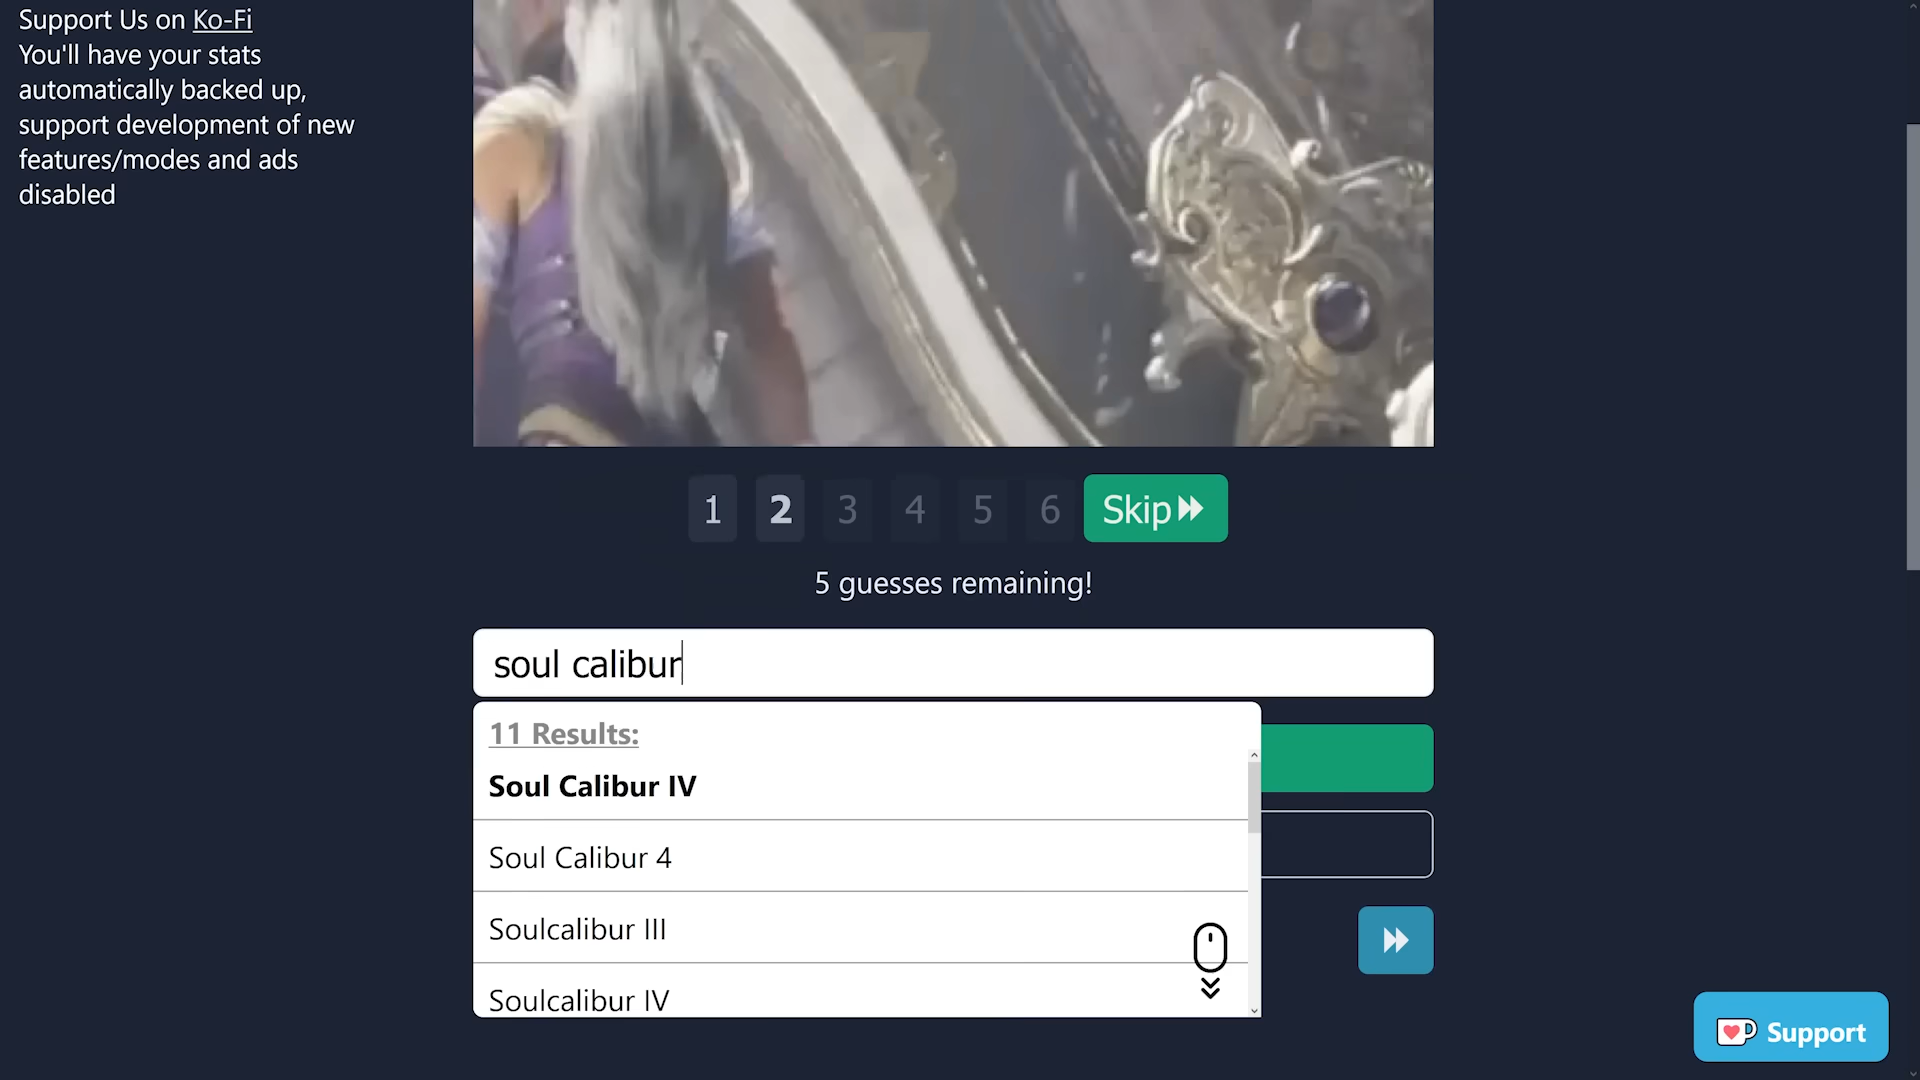 Support Us on Ko-Fi
You'll have your stats
automatically backed up,
support development of new
features/modes and ads
disabled
1 2 3 4 5 6 Skip
5 guesses remaining!
soul calibur
11 Results:
Soul Calibur IV
Soul Calibur 4
Soulcalibur III
Soulcalibur IV
Support